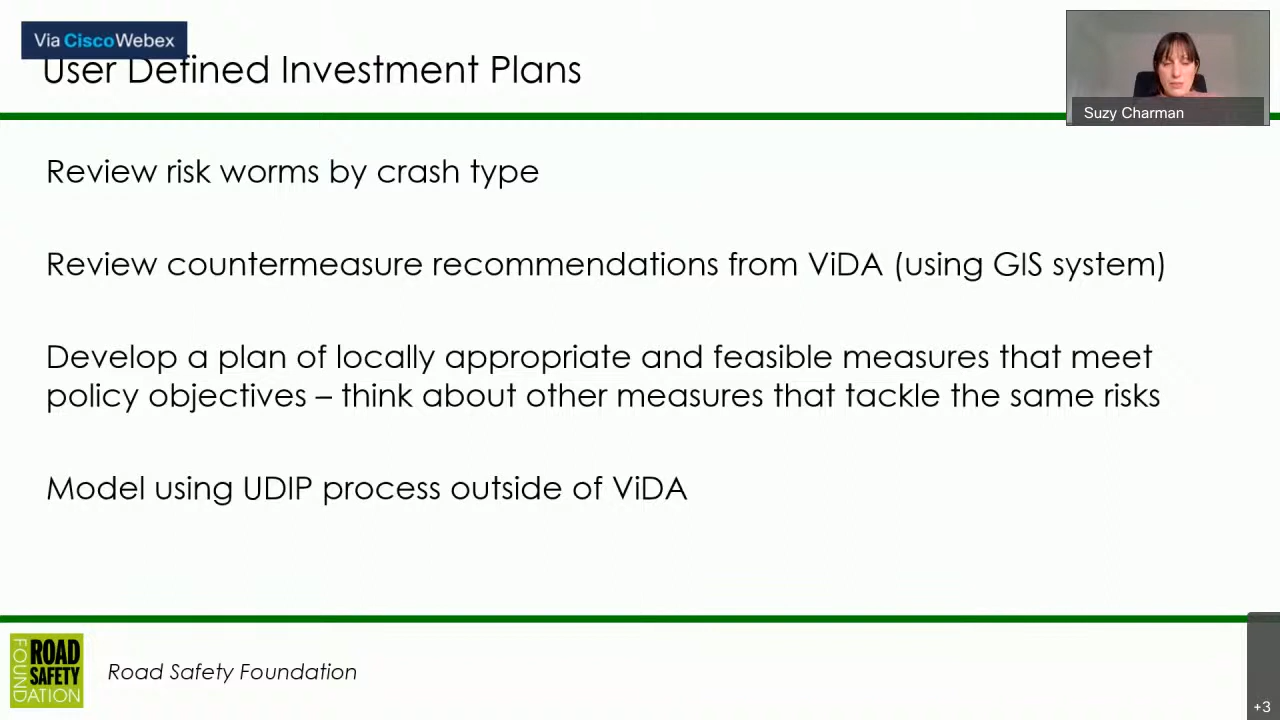 Via CiscoWebex
User Defined Investment Plans
Suzy Charman
Review risk worms by crash type
Review countermeasure recommendations from ViDA (using GIS system)
Develop a plan of locally appropriate and feasible measures that meet
policy objectives – think about other measures that tackle the same risks
Model using UDIP process outside of ViDA
ROAD
SAFETY
FOUNDATION
Road Safety Foundation
+3